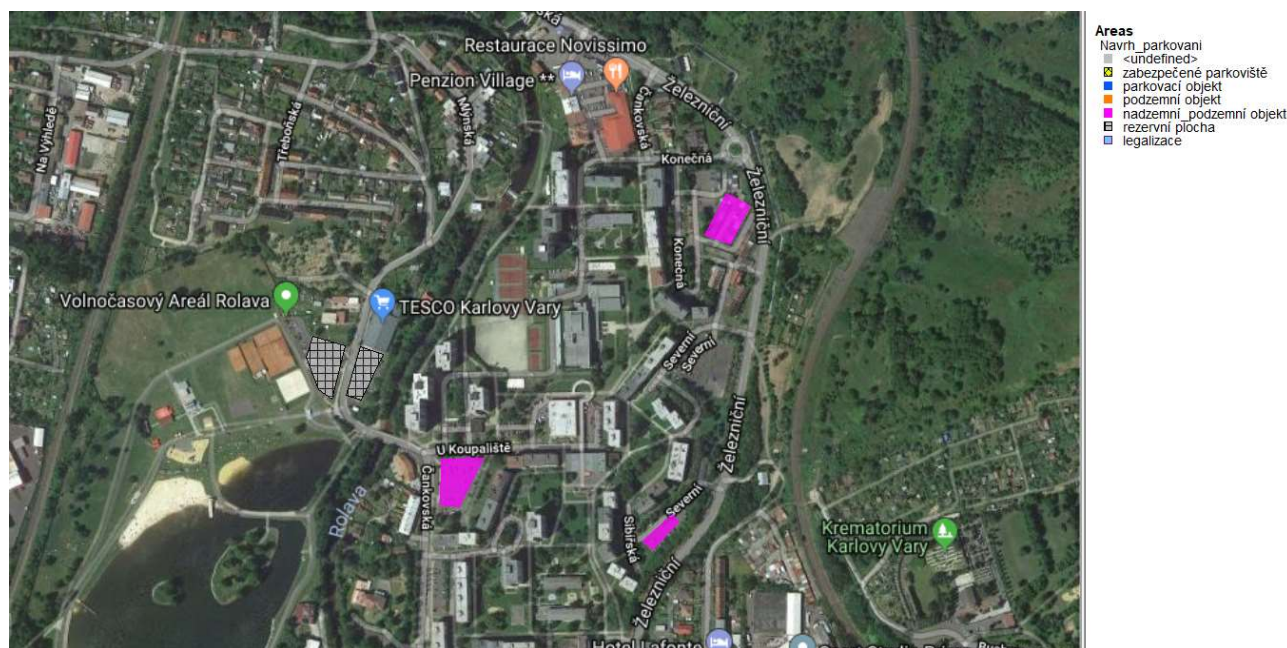 Restaurace Novissimo
Penzion Village **
Mlýnská
Třeboňská
Na Výhledě
Čankovská
Železniční
Konečná
Železniční
Konečná
Volnočasový Areál Rolava
TESCO Karlovy Vary
Severní
Severní
Železniční
U Koupaliště
Čankovská
Rolava
Severní
Sibiřská
Železniční
Krematorium
Karlovy Vary
Hotel Lafonte
Areas
Navrh_parkovani
<undefined>
zabezpečené parkoviště
parkovací objekt
podzemní objekt
nadzemní_podzemní objekt
rezervní plocha
legalizace